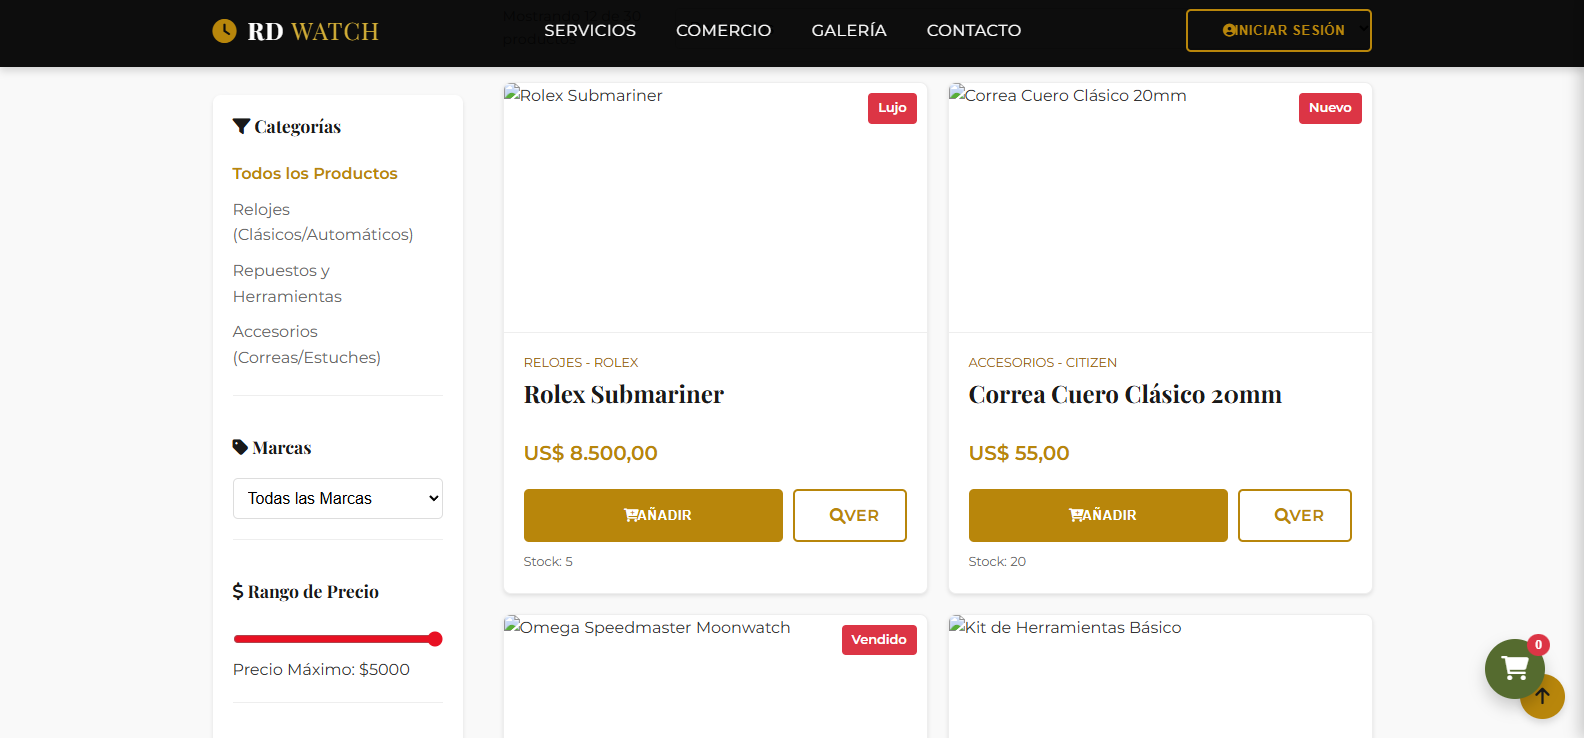 RD WATCH
SERVICIOS
COMERCIO
GALERÍA
CONTACTO
INICIAR SESIÓN
Categorías
Todos los Productos
Relojes
(Clásicos/Automáticos)
Repuestos y
Herramientas
Accesorios
(Correas/Estuches)
Marcas
Todas las Marcas
Rango de Precio
Precio Máximo: $5000
Rolex Submariner
Lujo
RELOJES - ROLEX
Rolex Submariner
US$ 8.500,00
AÑADIR
VER
Stock: 5
Correa Cuero Clásico 20mm
Nuevo
ACCESORIOS - CITIZEN
Correa Cuero Clásico 20mm
US$ 55,00
AÑADIR
VER
Stock: 20
Omega Speedmaster Moonwatch
Vendido
Kit de Herramientas Básico
0